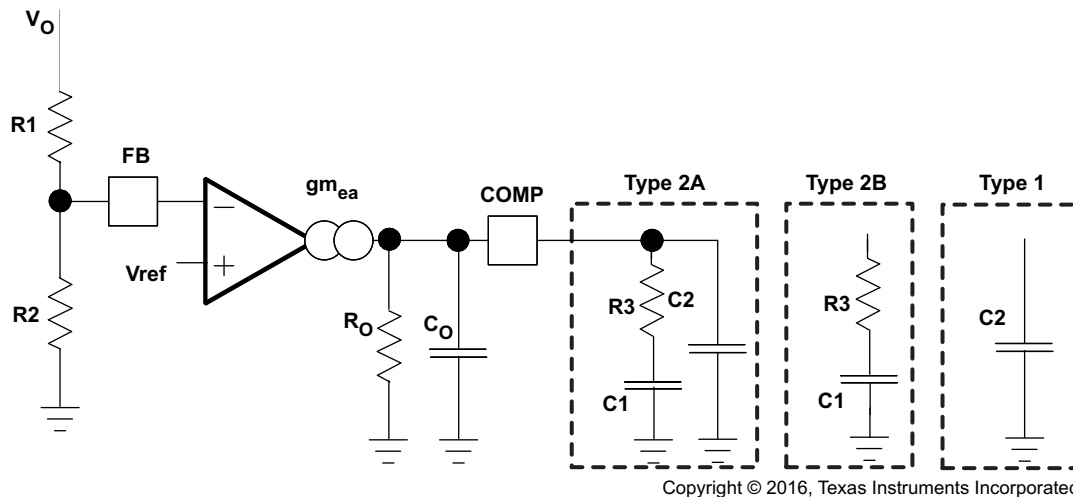 VO
R1
FB
gmea
COMP
Type 2A
Type 2B
Type 1
Vref
R2
RO
CO
R3
C2
C1
R3
C1
C2
Copyright © 2016, Texas Instruments Incorporated